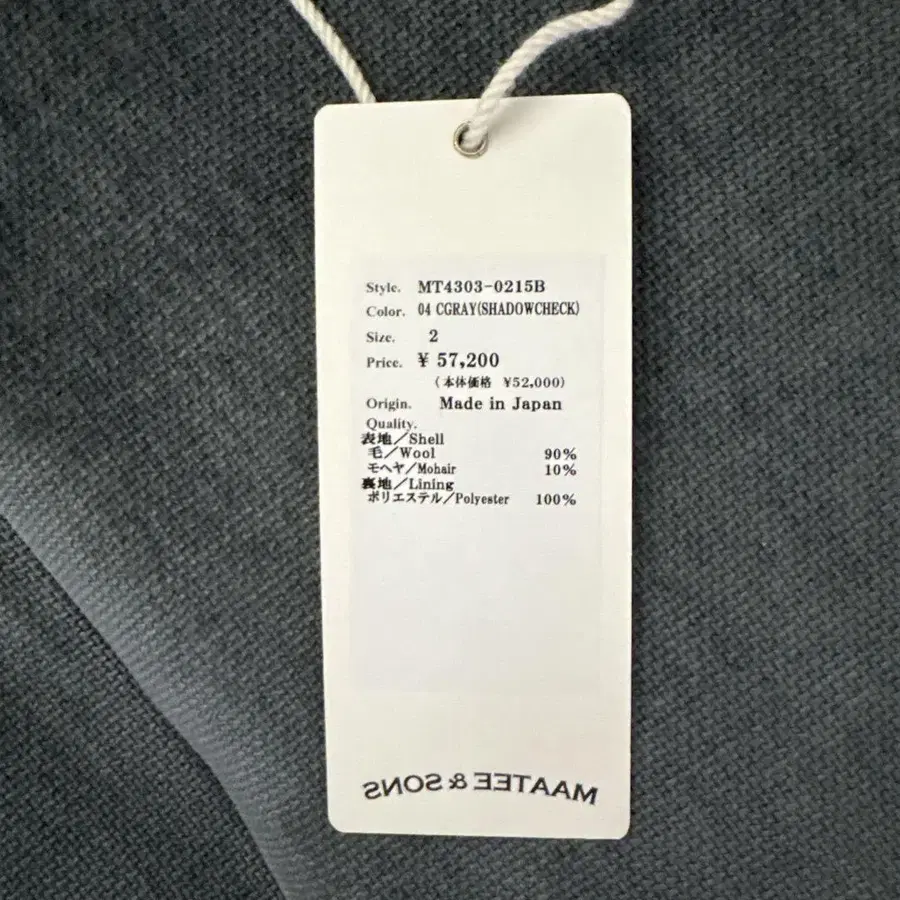 Style. MT4303-0215B
Color. 04 CGRAY(SHADOWCHECK)
Size. 2
Price. ¥ 57,200
(本体価格 ¥52,000)
Origin. Made in Japan
Quality.
表地/Shell
毛/Wool 90%
モヘヤ/Mohair 10%
裏地/Lining
ポリエステル/Polyester 100%
MAATEE & SONS